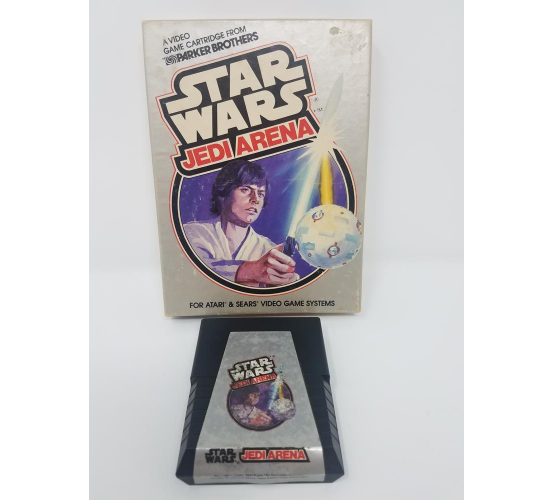 A VIDEO
GAME CARTRIDGE FROM
PARKER BROTHERS
STAR
WARS
JEDI ARENA
FOR ATARI® & SEARS® VIDEO GAME SYSTEMS
STAR
WARS
JEDI ARENA
STAR
WARS JEDI ARENA